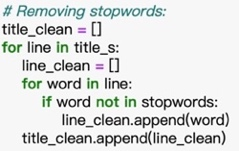 # Removing stopwords:
title_clean = []
for line in title_s:
    line_clean = []
    for word in line:
        if word not in stopwords:
            line_clean.append(word)
    title_clean.append(line_clean)